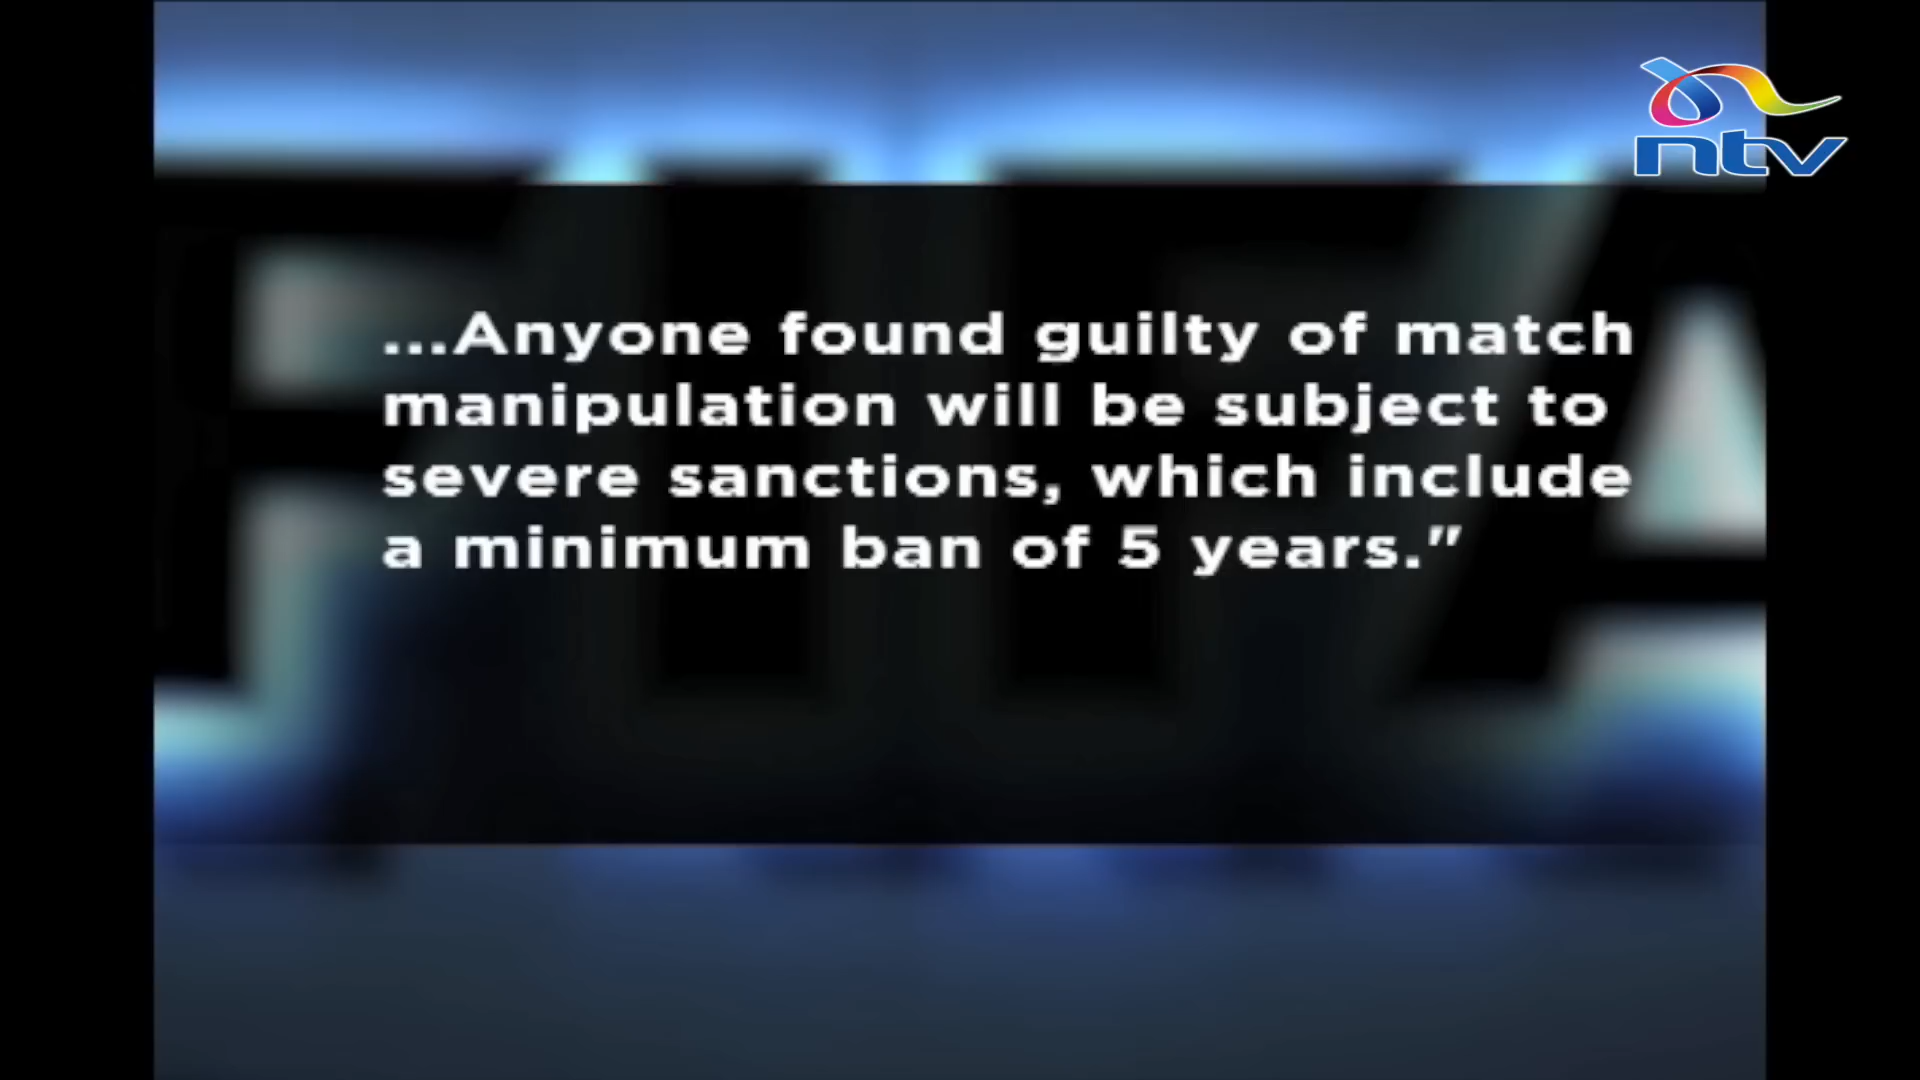 ntv
FIFA
...Anyone found guilty of match
manipulation will be subject to
severe sanctions, which include
a minimum ban of 5 years."